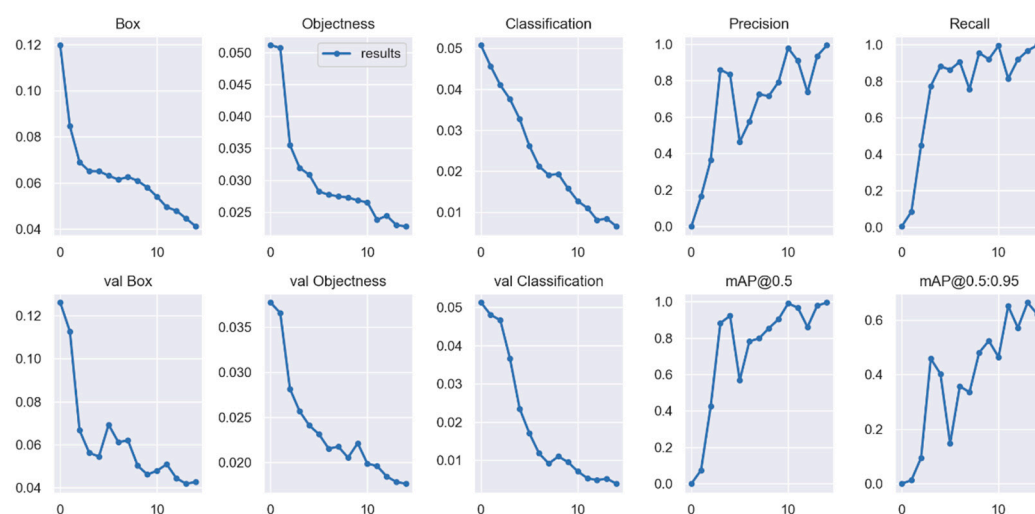 Box Objectness Classification Precision Recall
0.12 0.050 0.05 1.0 1.0
results
0.10 0.045 0.04 0.8 0.8
0.040 0.6 0.6
0.08 0.03
0.035 0.4 0.4
0.06 0.030 0.02 0.2 0.2
0.04 0.025 0.01 0.0 0.0
0 10 0 10 0 10 0 10 0 10
val Box val Objectness val Classification mAP@0.5 mAP@0.5:0.95
0.12 0.035 0.05 1.0 0.6
0.10 0.04 0.8
0.030 0.6 0.4
0.08 0.03
0.025 0.02 0.4 0.2
0.06 0.020 0.01 0.2
0.04 0.0 0.0
0 10 0 10 0 10 0 10 0 10